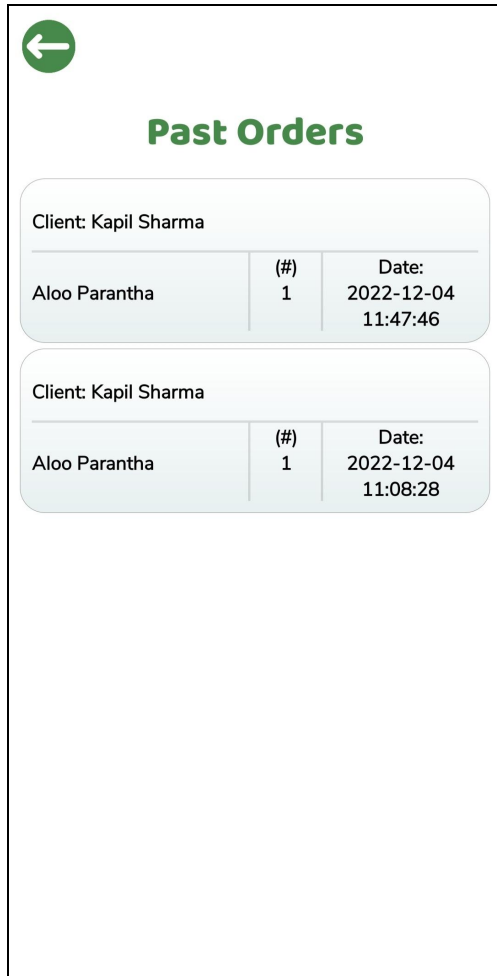 Past Orders
Client: Kapil Sharma
Aloo Parantha
(#)
1
Date:
2022-12-04
11:47:46
Client: Kapil Sharma
Aloo Parantha
(#)
1
Date:
2022-12-04
11:08:28